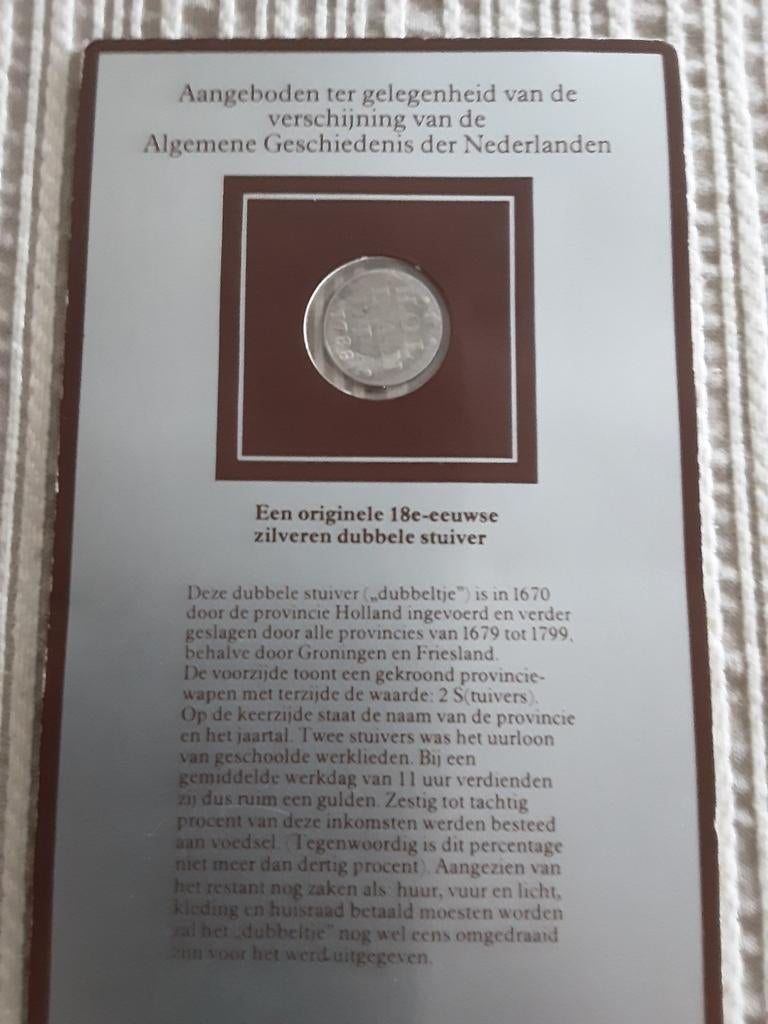 Aangeboden ter gelegenheid van de
verschijning van de
Algemene Geschiedenis der Nederlanden
HOL
LAN
1788
Een originele 18e-eeuwse
zilveren dubbele stuiver
Deze dubbele stuiver („dubbeltje”) is in 1670
door de provincie Holland ingevoerd en verder
geslagen door alle provincies van 1679 tot 1799,
behalve door Groningen en Friesland.
De voorzijde toont een gekroond provincie-
wapen met terzijde de waarde: 2 S(tuivers).
Op de keerzijde staat de naam van de provincie
en het jaartal. Twee stuivers was het uurloon
van geschoolde werklieden. Bij een
gemiddelde werkdag van 11 uur verdienden
zij dus ruim een gulden. Zestig tot tachtig
procent van deze inkomsten werden besteed
aan voedsel. (Tegenwoordig is dit percentage
niet meer dan dertig procent). Aangezien van
het restant nog zaken als: huur, vuur en licht,
kleding en huisraad betaald moesten worden
zal het „dubbeltje” nog wel eens omgedraaid
zijn voor het werd uitgegeven.